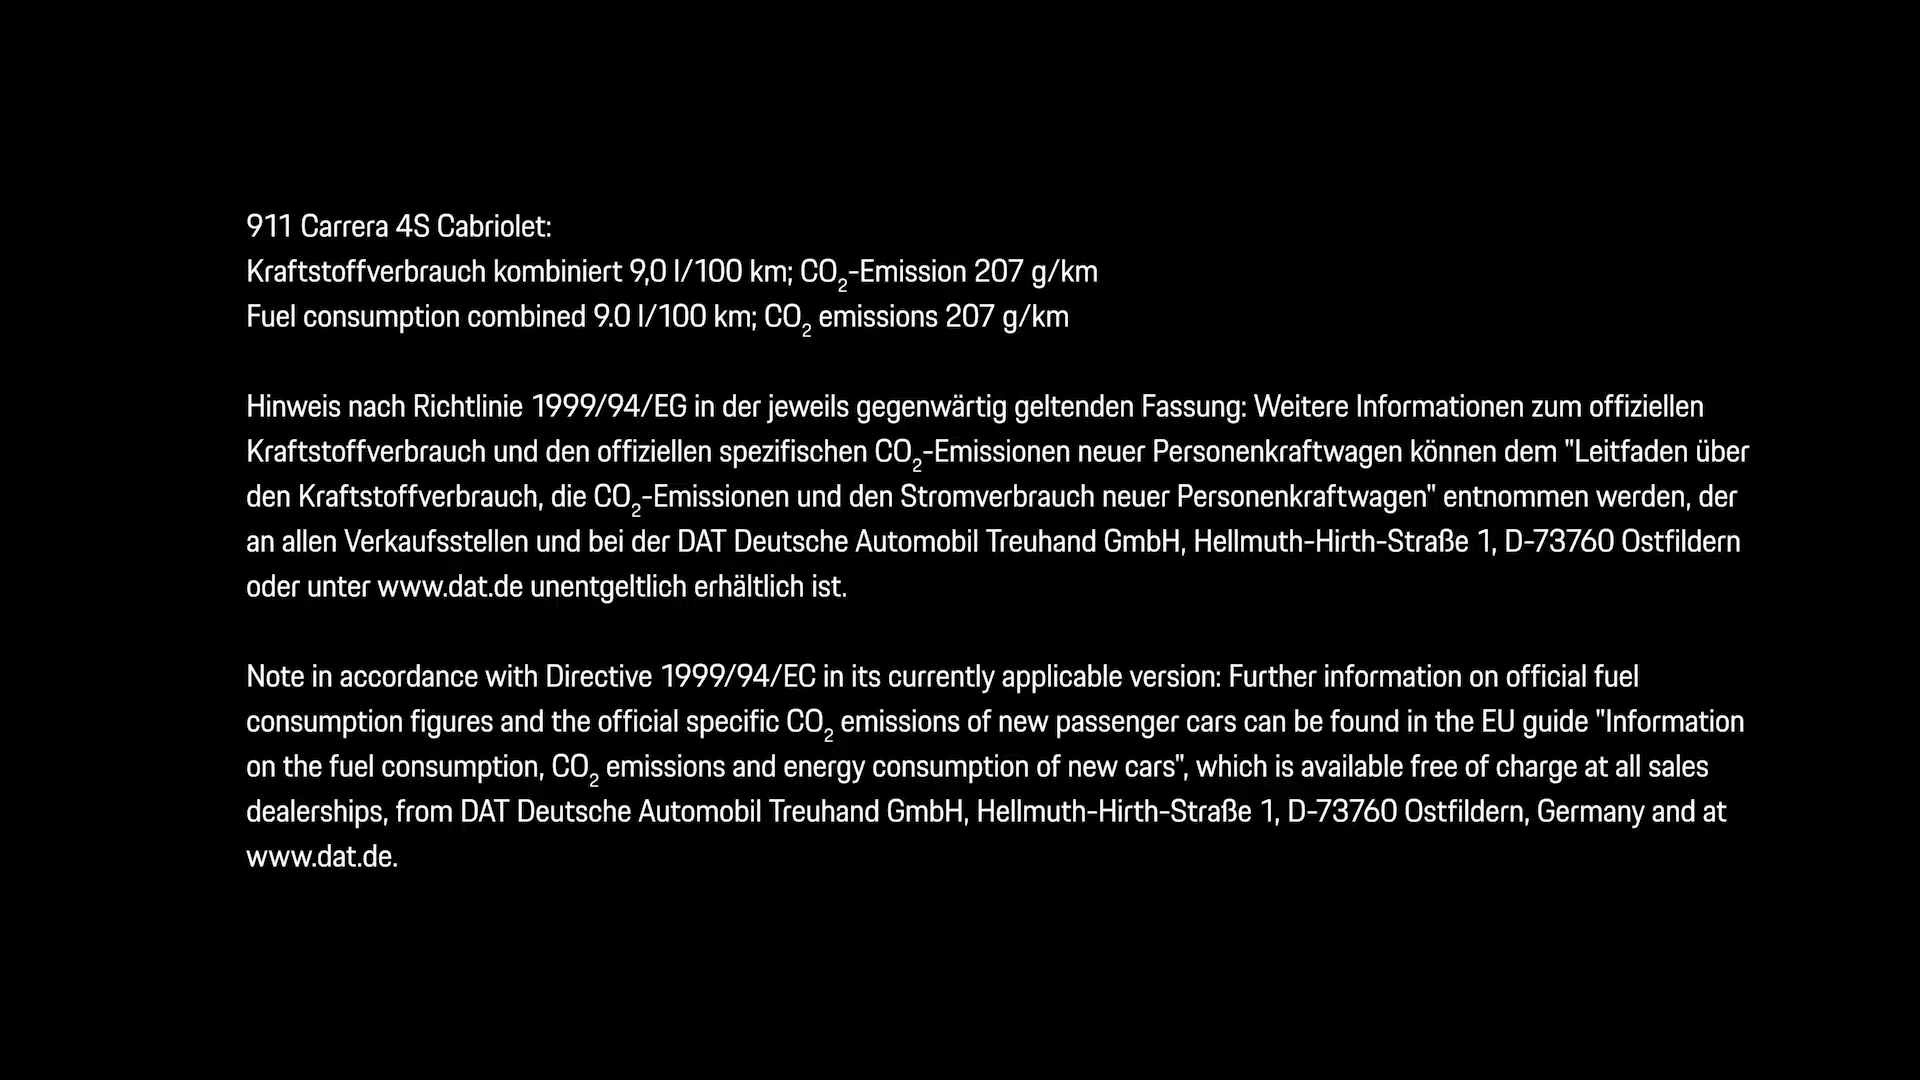 911 Carrera 4S Cabriolet:
Kraftstoffverbrauch kombiniert 9,0 l/100 km; CO₂-Emission 207 g/km
Fuel consumption combined 9.0 l/100 km; CO₂ emissions 207 g/km
Hinweis nach Richtlinie 1999/94/EG in der jeweils gegenwärtig geltenden Fassung: Weitere Informationen zum offiziellen
Kraftstoffverbrauch und den offiziellen spezifischen CO₂-Emissionen neuer Personenkraftwagen können dem "Leitfaden über
den Kraftstoffverbrauch, die CO₂-Emissionen und den Stromverbrauch neuer Personenkraftwagen" entnommen werden, der
an allen Verkaufsstellen und bei der DAT Deutsche Automobil Treuhand GmbH, Hellmuth-Hirth-Straße 1, D-73760 Ostfildern
oder unter www.dat.de unentgeltlich erhältlich ist.
Note in accordance with Directive 1999/94/EC in its currently applicable version: Further information on official fuel
consumption figures and the official specific CO₂ emissions of new passenger cars can be found in the EU guide "Information
on the fuel consumption, CO₂ emissions and energy consumption of new cars", which is available free of charge at all sales
dealerships, from DAT Deutsche Automobil Treuhand GmbH, Hellmuth-Hirth-Straße 1, D-73760 Ostfildern, Germany and at
www.dat.de.